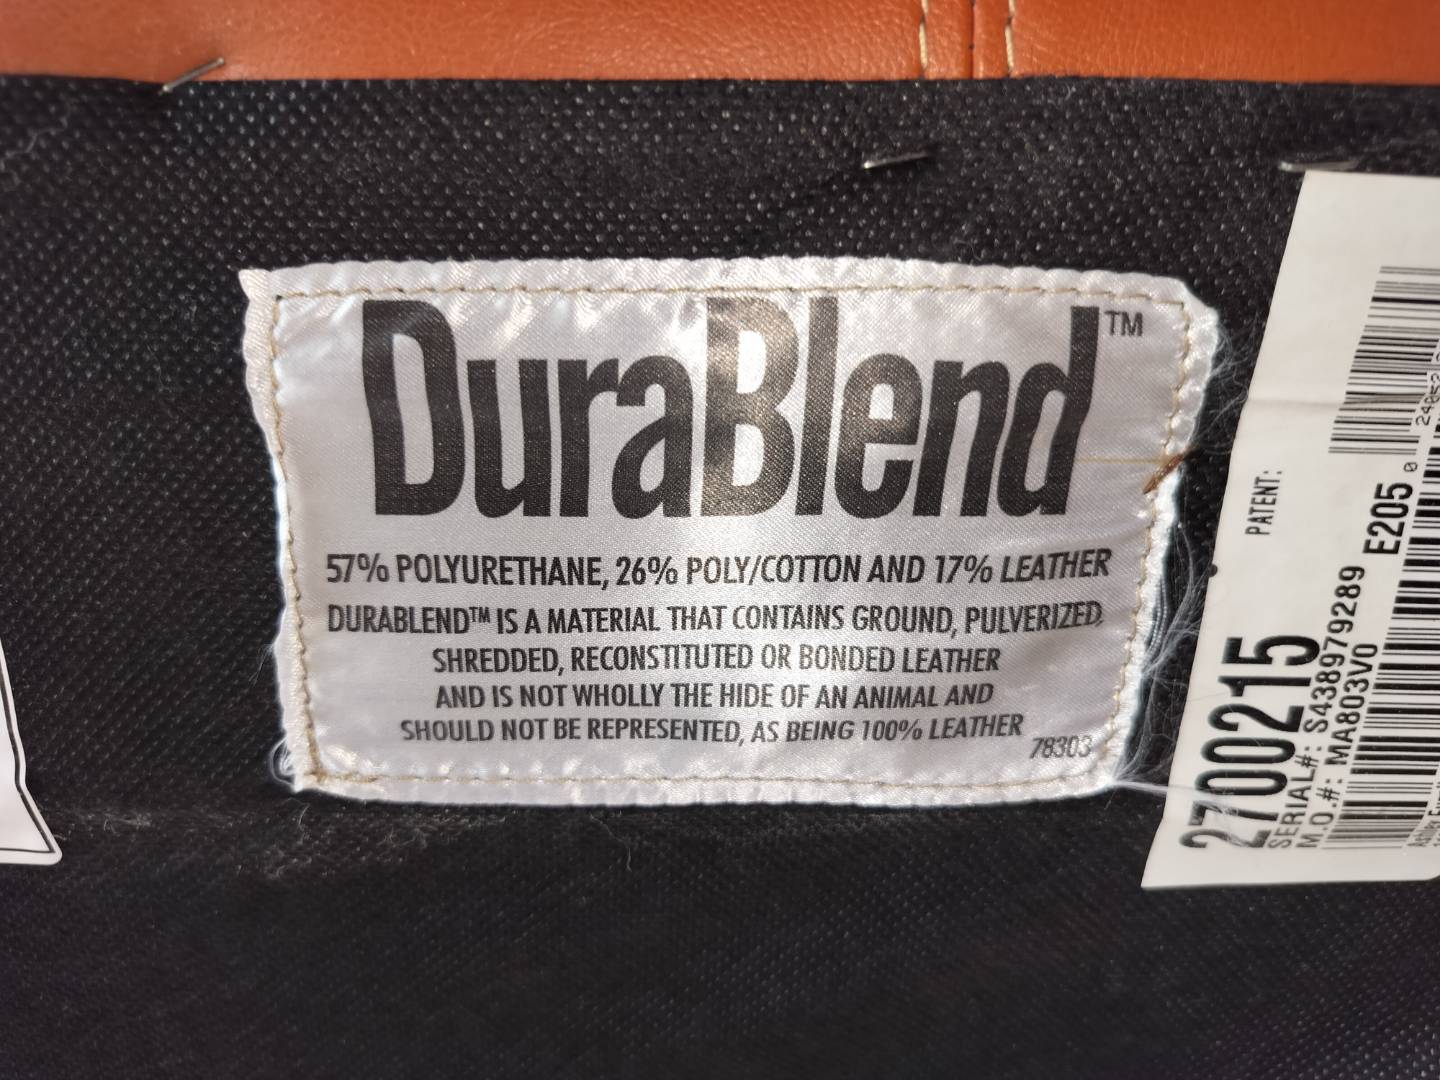 DuraBlend™
57% POLYURETHANE, 26% POLY/COTTON AND 17% LEATHER
DURABLEND™ IS A MATERIAL THAT CONTAINS GROUND, PULVERIZED,
SHREDDED, RECONSTITUTED OR BONDED LEATHER
AND IS NOT WHOLLY THE HIDE OF AN ANIMAL AND
SHOULD NOT BE REPRESENTED, AS BEING 100% LEATHER
78303
PATENT:
2700215
SERIAL#: S438979289
M.O.#: MA803V0
E205